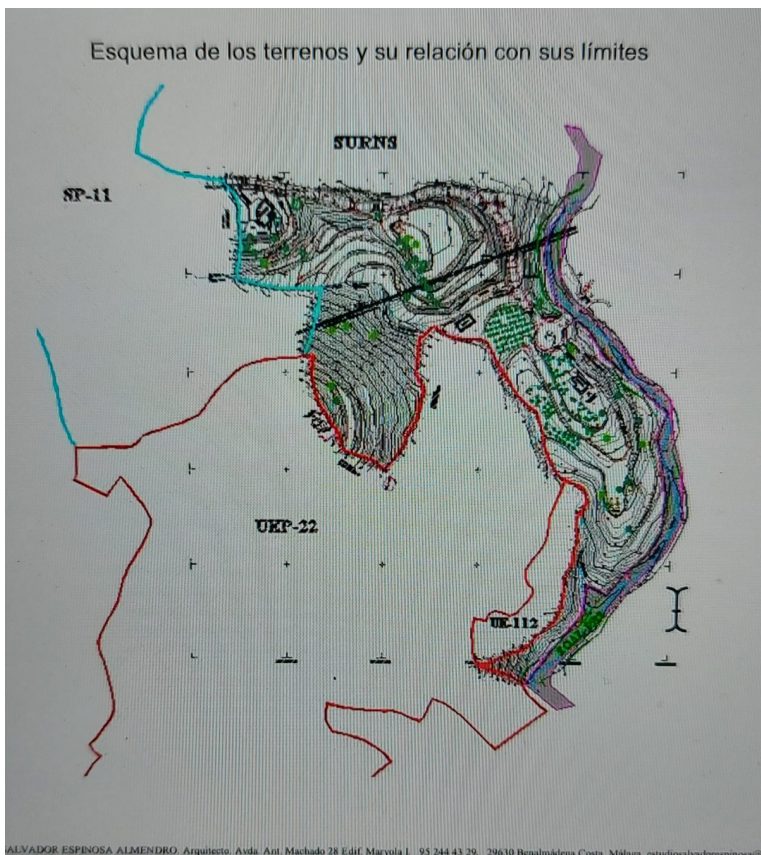 Esquema de los terrenos y su relación con sus límites
SURNS
SP-11
UEP-22
UE-112
SALVADOR ESPINOSA ALMENDRO. Arquitecto. Avda. Ant. Machado 28 Edif. Maryola I. 95 244 43 29. 29630 Benalmádena Costa. Málaga.